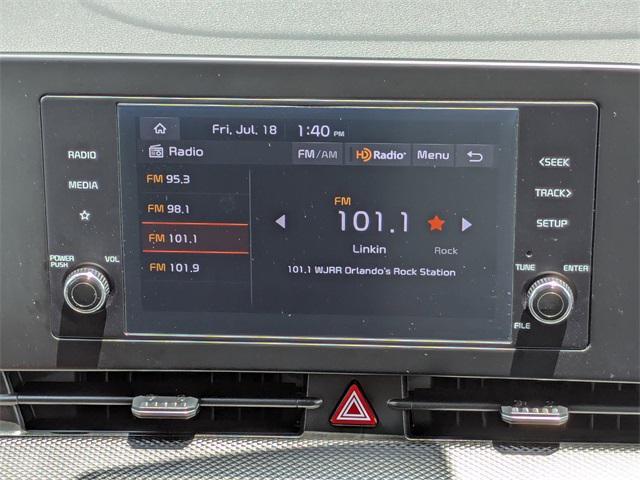 Fri, Jul. 18 1:40 PM
Radio FM/AM HD Radio Menu
FM 95.3
FM 98.1
FM 101.1
FM 101.9
FM
101.1
Linkin Rock
101.1 WJRR Orlando's Rock Station
RADIO
MEDIA
POWER PUSH VOL
<SEEK
TRACK>
SETUP
TUNE ENTER
FILE